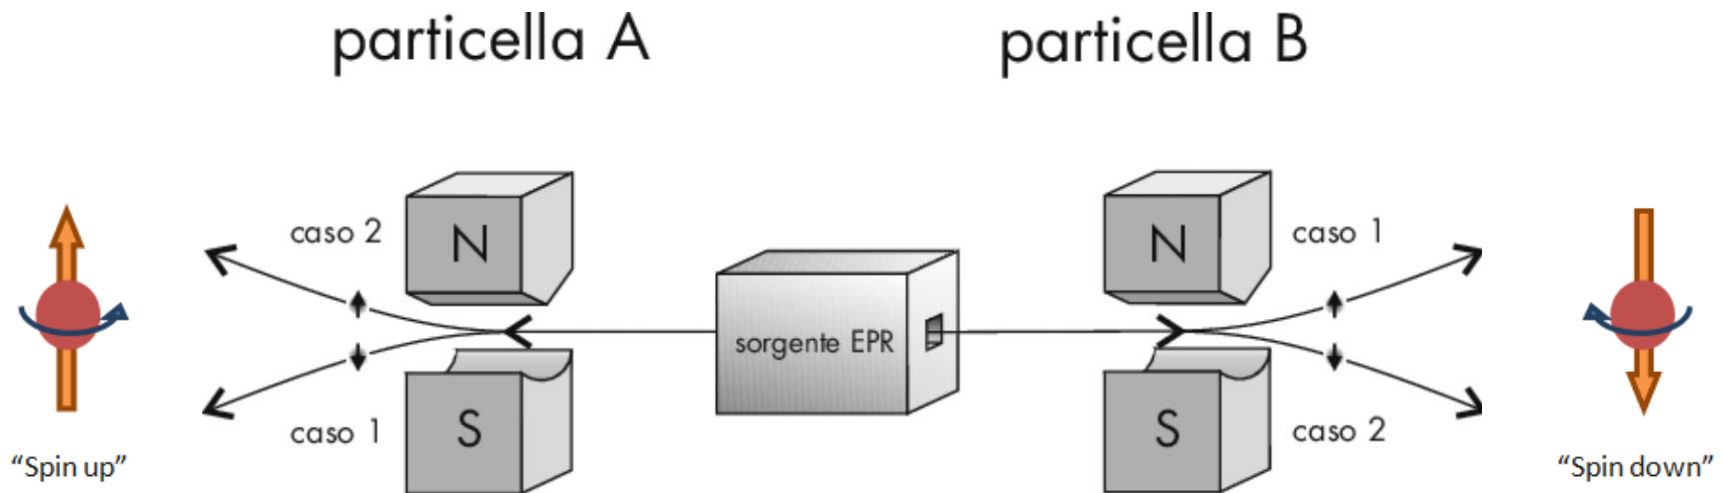 particella A
particella B
caso 2
N
N
caso 1
sorgente EPR
caso 1
S
S
caso 2
“Spin up”
“Spin down”